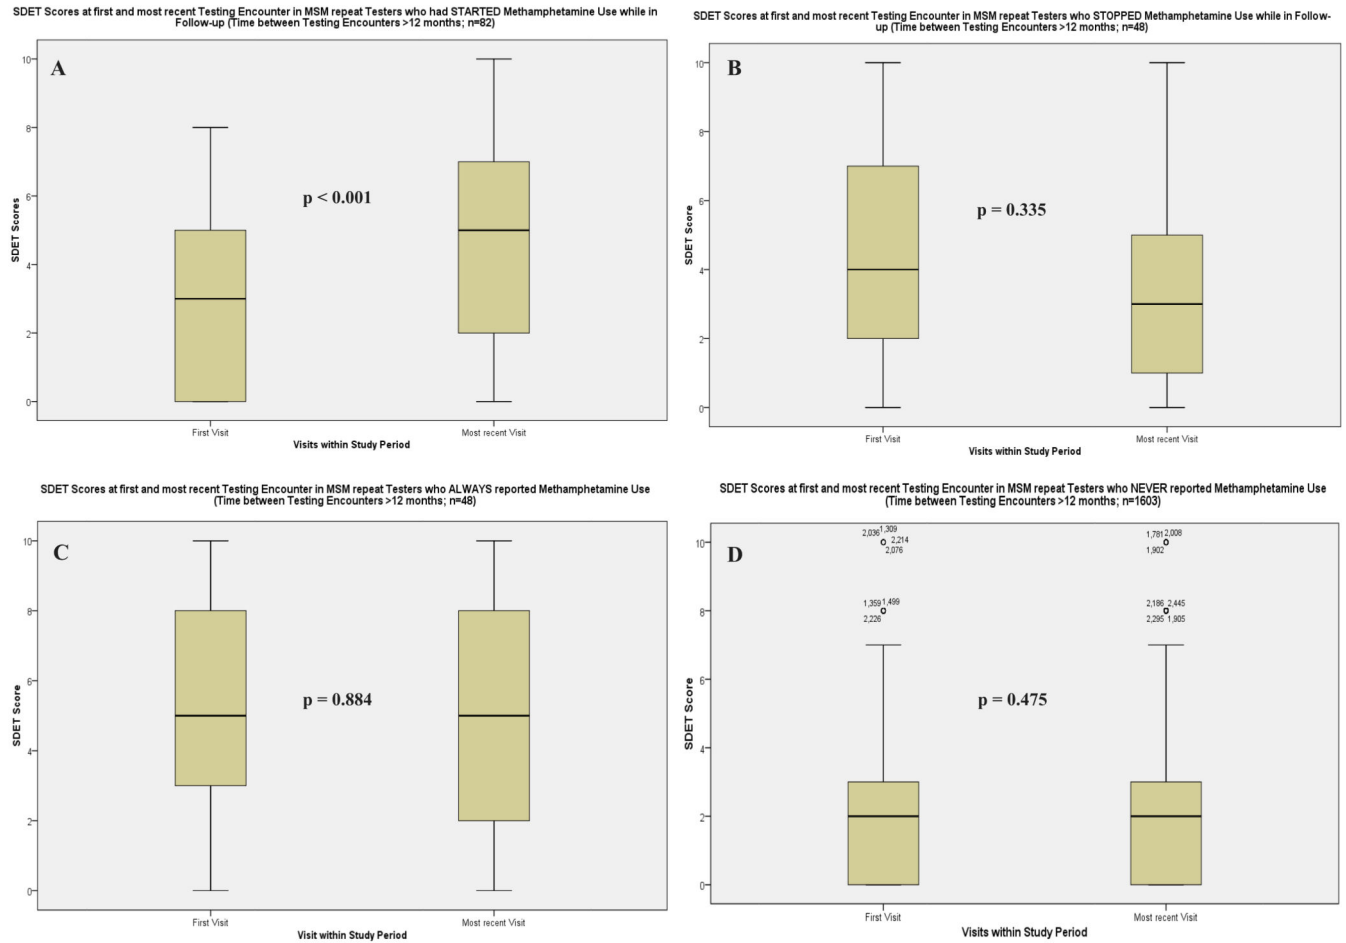 SDET Scores at first and most recent Testing Encounter in MSM repeat Testers who had STARTED Methamphetamine Use while in
Follow-up (Time between Testing Encounters >12 months; n=82)
A
10
8
6
4
2
0
SDET Scores
p < 0.001
First Visit
Most recent Visit
Visits within Study Period
SDET Scores at first and most recent Testing Encounter in MSM repeat Testers who STOPPED Methamphetamine Use while in Follow-
up (Time between Testing Encounters >12 months; n=48)
B
10
8
6
4
2
0
SDET Score
p = 0.335
First Visit
Most recent Visit
Visits within Study Period
SDET Scores at first and most recent Testing Encounter in MSM repeat Testers who ALWAYS reported Methamphetamine Use
(Time between Testing Encounters >12 months; n=48)
C
10
8
6
4
2
0
SDET Score
p = 0.884
First Visit
Most recent Visit
Visit within Study Period
SDET Scores at first and most recent Testing Encounter in MSM repeat Testers who NEVER reported Methamphetamine Use
(Time between Testing Encounters >12 months; n=1603)
D
10
8
6
4
2
0
SDET Score
2,036 1,309
2,214
2,076
1,359 1,499
2,226
1,781 2,008
1,902
2,186 2,445
2,295 1,905
p = 0.475
First Visit
Most recent Visit
Visits within Study Period